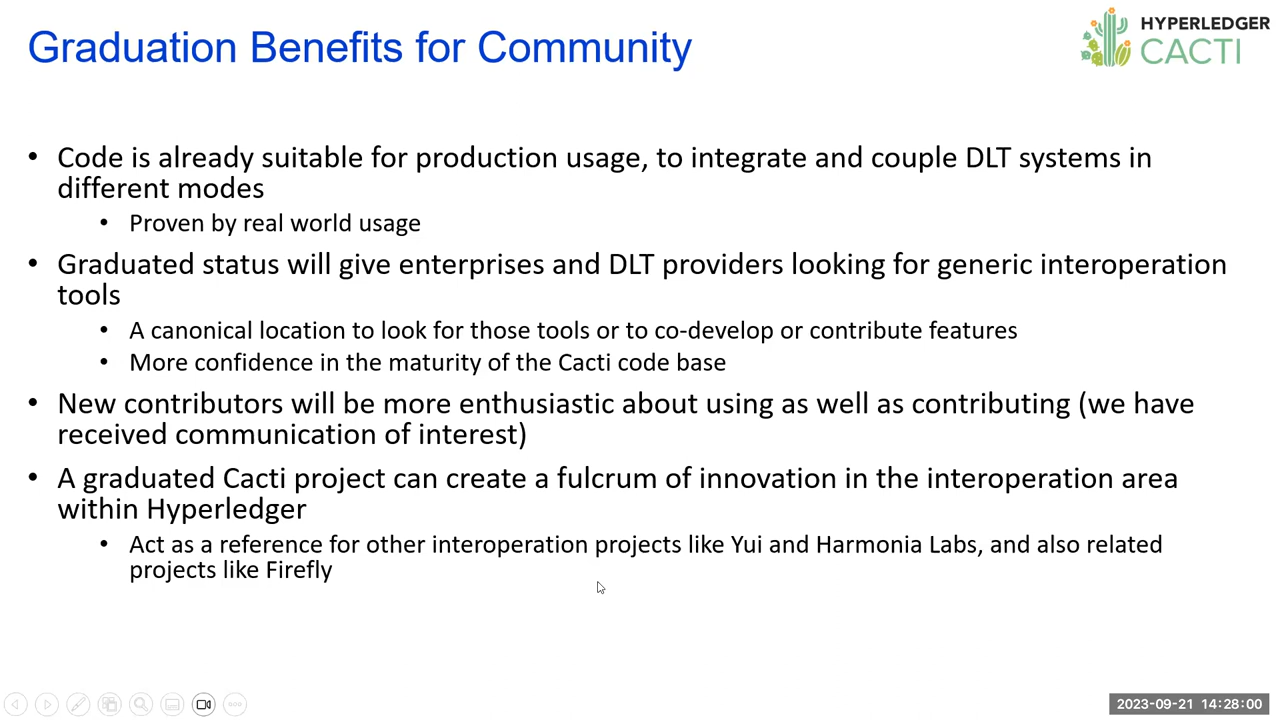 Graduation Benefits for Community
HYPERLEDGER
CACTI
• Code is already suitable for production usage, to integrate and couple DLT systems in
different modes
• Proven by real world usage
• Graduated status will give enterprises and DLT providers looking for generic interoperation
tools
• A canonical location to look for those tools or to co-develop or contribute features
• More confidence in the maturity of the Cacti code base
• New contributors will be more enthusiastic about using as well as contributing (we have
received communication of interest)
• A graduated Cacti project can create a fulcrum of innovation in the interoperation area
within Hyperledger
• Act as a reference for other interoperation projects like Yui and Harmonia Labs, and also related
projects like Firefly
2023-09-21 14:28:00